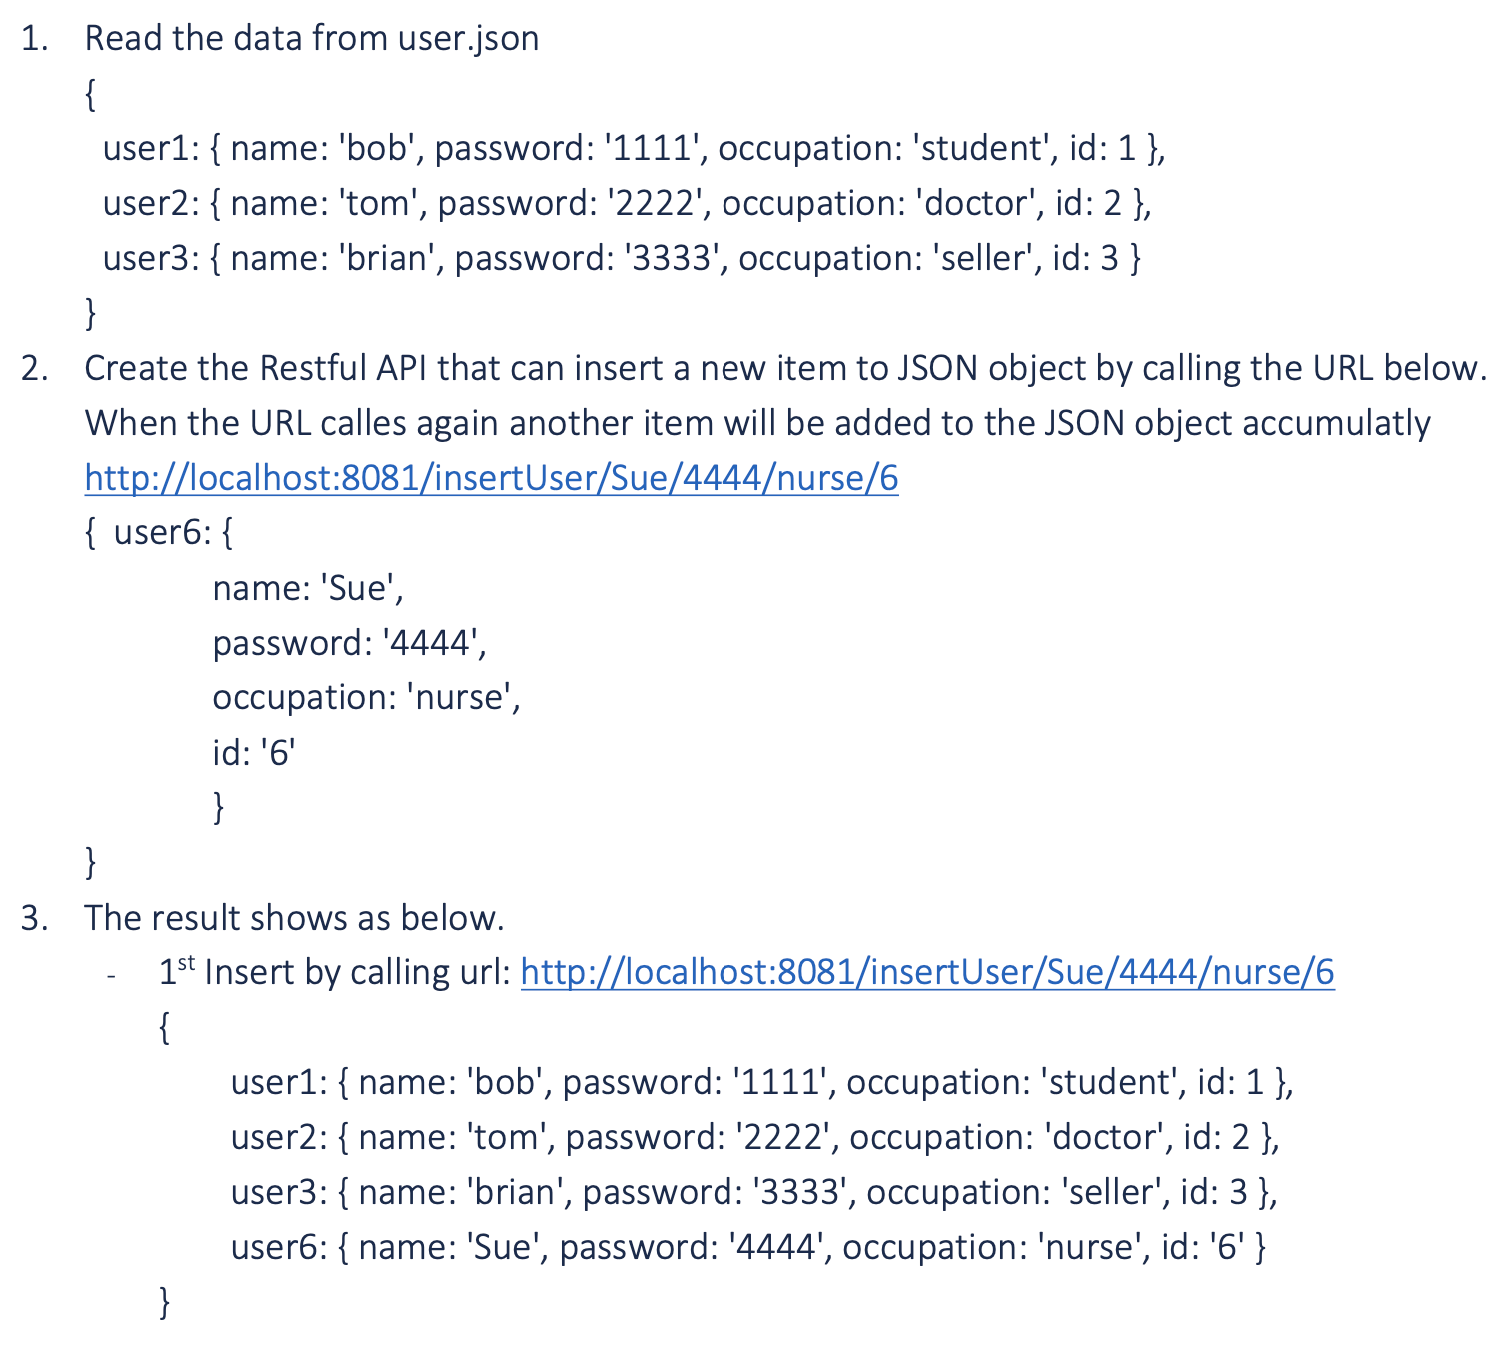 1. Read the data from user.json
{
user1: { name: 'bob', password: '1111', occupation: 'student', id: 1 },
user2: { name: 'tom', password: '2222', occupation: 'doctor', id: 2 },
user3: { name: 'brian', password: '3333', occupation: 'seller', id: 3 }
}
2. Create the Restful API that can insert a new item to JSON object by calling the URL below.
When the URL calles again another item will be added to the JSON object accumulatly
http://localhost:8081/insertUser/Sue/4444/nurse/6
{ user6: {
name: 'Sue',
password: '4444',
occupation: 'nurse',
id: '6'
}
}
3. The result shows as below.
- 1st Insert by calling url: http://localhost:8081/insertUser/Sue/4444/nurse/6
{
user1: { name: 'bob', password: '1111', occupation: 'student', id: 1 },
user2: { name: 'tom', password: '2222', occupation: 'doctor', id: 2 },
user3: { name: 'brian', password: '3333', occupation: 'seller', id: 3 },
user6: { name: 'Sue', password: '4444', occupation: 'nurse', id: '6' }
}